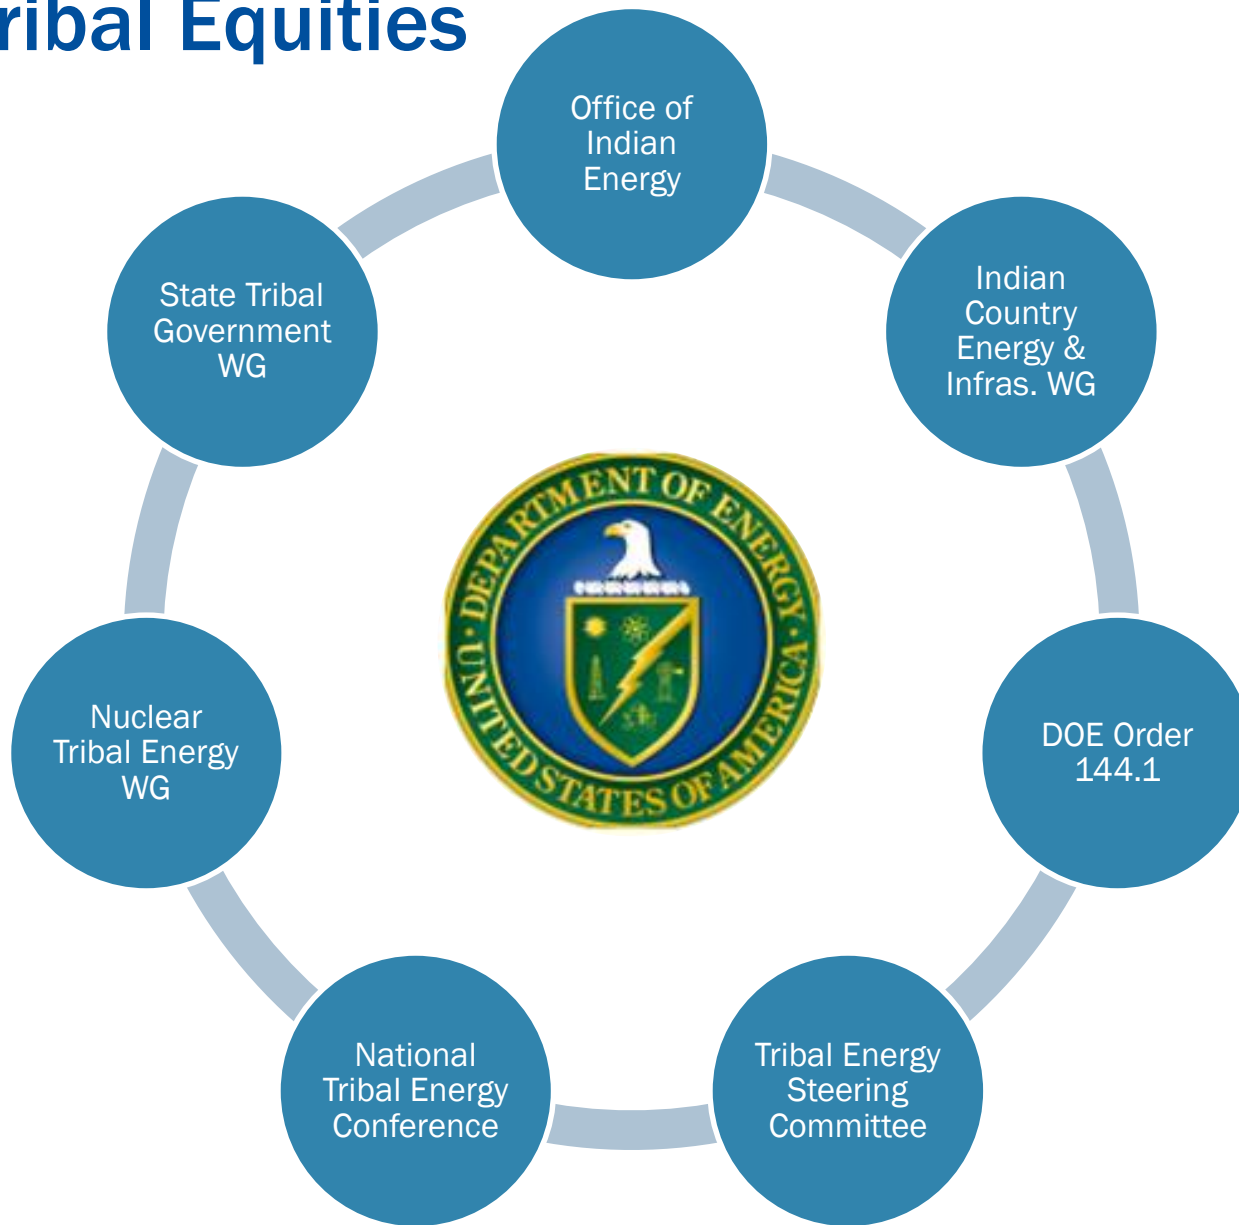 ribal Equities
Office of
Indian
Energy
Indian
Country
Energy &
Infras. WG
DOE Order
144.1
Tribal Energy
Steering
Committee
National
Tribal Energy
Conference
Nuclear
Tribal Energy
WG
State Tribal
Government
WG
DEPARTMENT OF ENERGY
UNITED STATES OF AMERICA